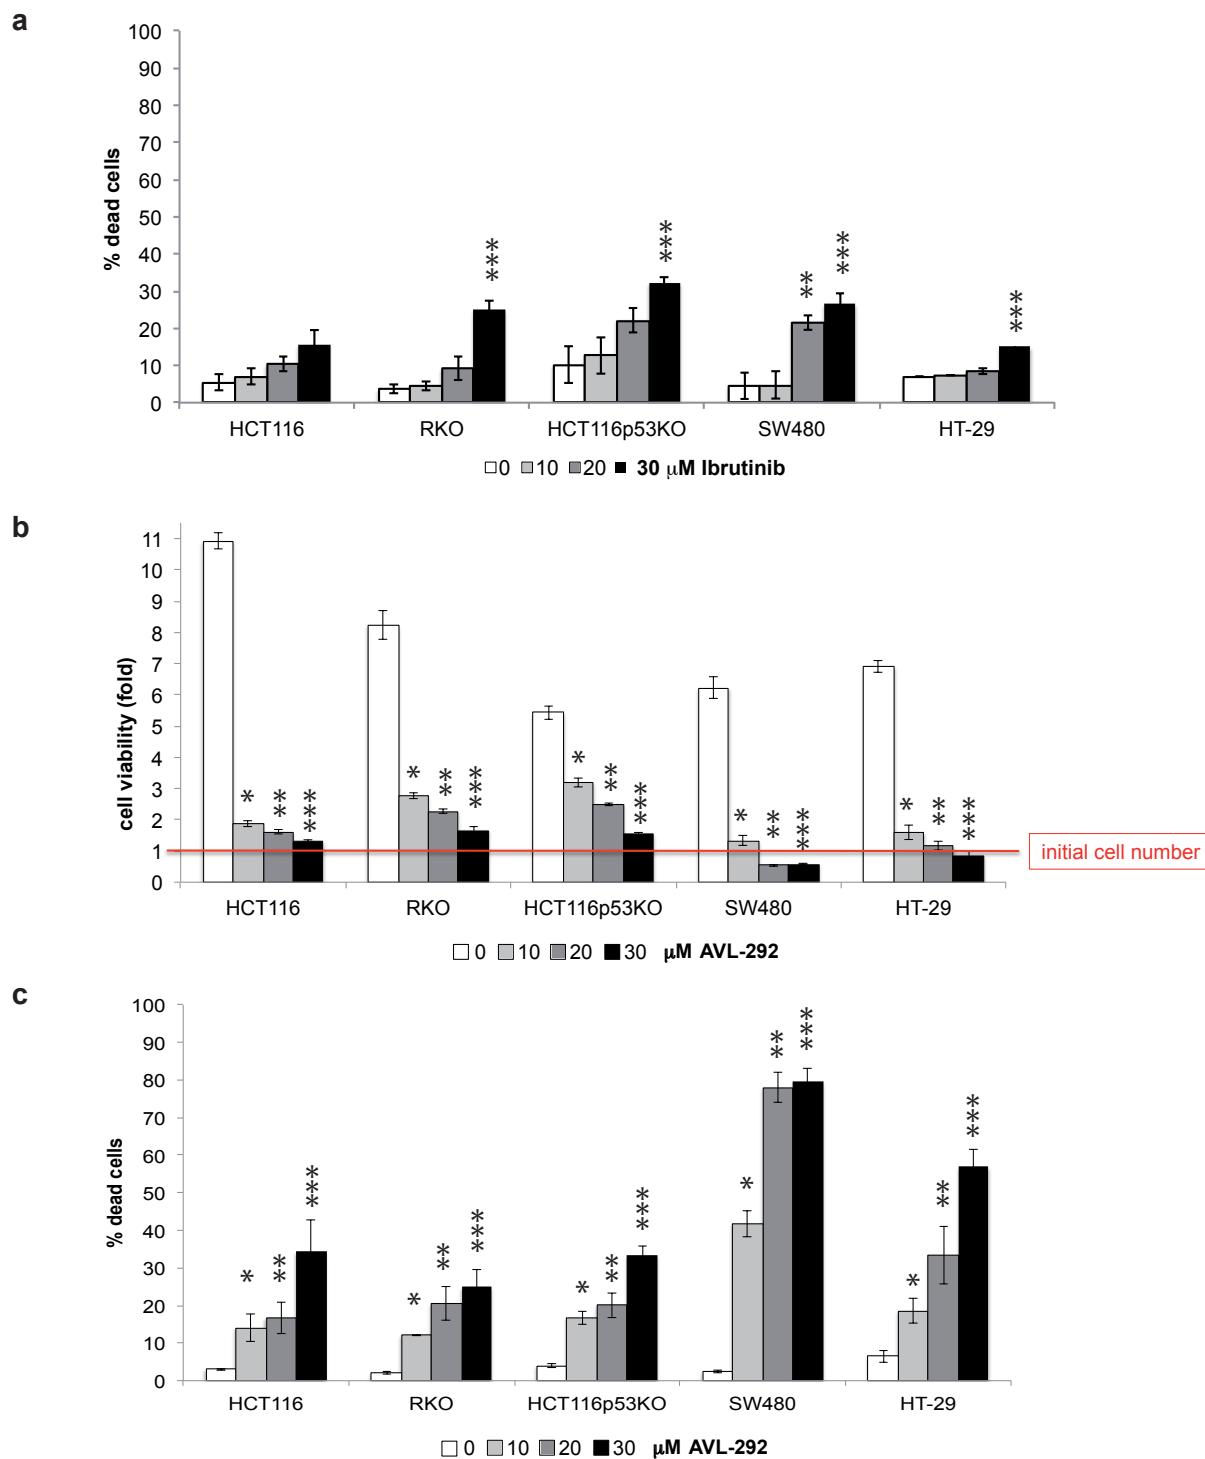 a
100
90
80
70
60
50
40
30
20
10
0
% dead cells
*** *** ** *** ***
HCT116 RKO HCT116p53KO SW480 HT-29
0 10 20 30 μM Ibrutinib
b
11
10
9
8
7
6
5
4
3
2
1
0
cell viability (fold)
* ** *** * ** *** * ** *** * ** *** * ** ***
initial cell number
HCT116 RKO HCT116p53KO SW480 HT-29
0 10 20 30 μM AVL-292
c
100
90
80
70
60
50
40
30
20
10
0
% dead cells
* ** *** * ** *** * ** *** * ** *** * ** ***
HCT116 RKO HCT116p53KO SW480 HT-29
0 10 20 30 μM AVL-292